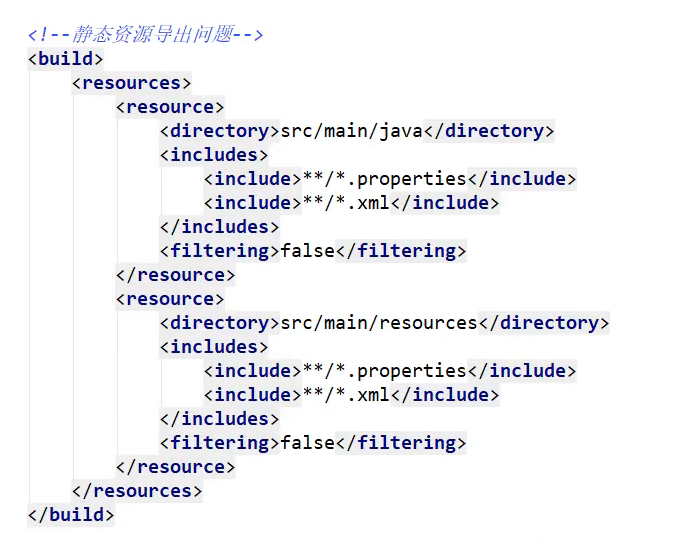 <!--静态资源导出问题-->
<build>
    <resources>
        <resource>
            <directory>src/main/java</directory>
            <includes>
                <include>**/*.properties</include>
                <include>**/*.xml</include>
            </includes>
            <filtering>false</filtering>
        </resource>
        <resource>
            <directory>src/main/resources</directory>
            <includes>
                <include>**/*.properties</include>
                <include>**/*.xml</include>
            </includes>
            <filtering>false</filtering>
        </resource>
    </resources>
</build>